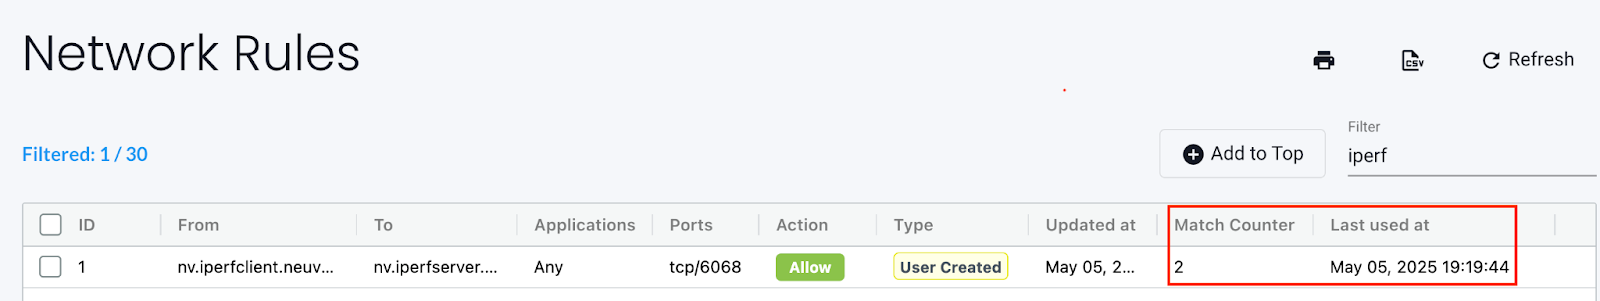 Network Rules
CSV
Refresh
Filtered: 1 / 30
Add to Top
Filter
iperf
ID From To Applications Ports Action Type Updated at Match Counter Last used at
1 nv.iperfclient.neuv... nv.iperfserver.... Any tcp/6068 Allow User Created May 05, 2... 2 May 05, 2025 19:19:44